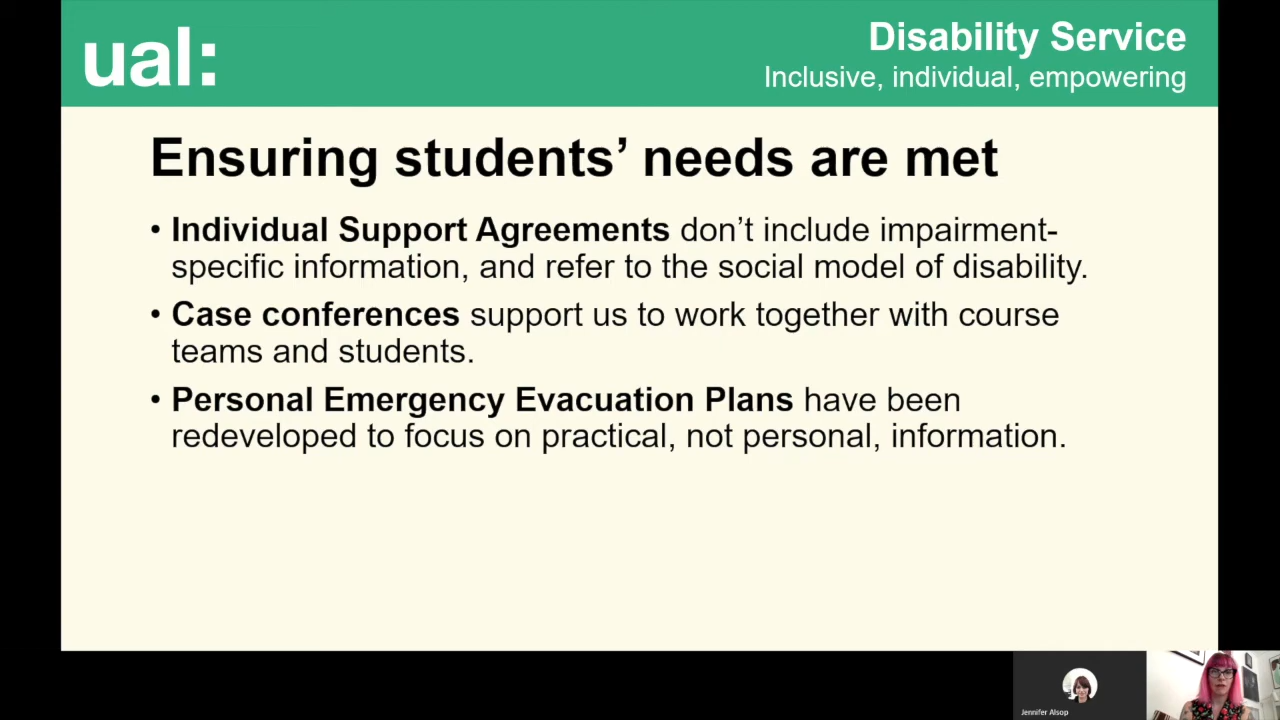 ual:
Disability Service
Inclusive, individual, empowering
Ensuring students’ needs are met
• Individual Support Agreements don’t include impairment-
specific information, and refer to the social model of disability.
• Case conferences support us to work together with course
teams and students.
• Personal Emergency Evacuation Plans have been
redeveloped to focus on practical, not personal, information.
Jennifer Alsop